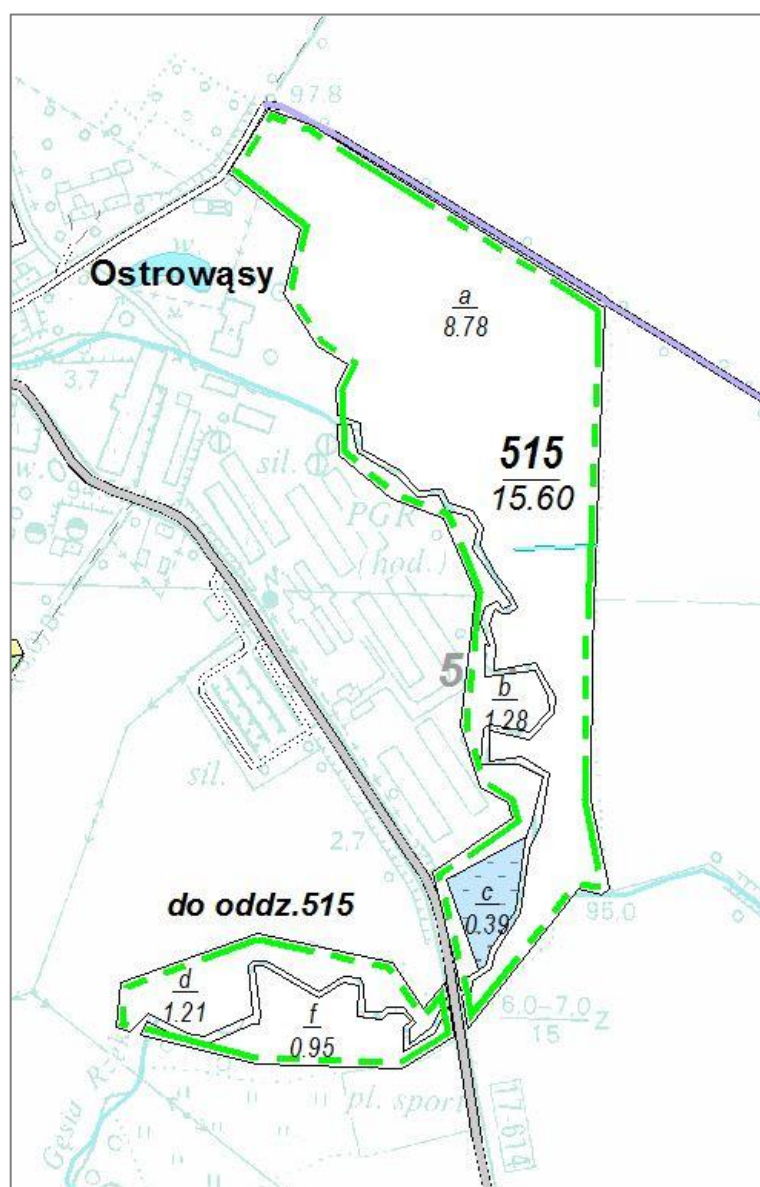 97.8
w.
Ostrowąsy
a
8.78
3,7
515
15.60
sil.
w.O
94
PGR
(hod.)
5
b
1.28
sil.
2,7
do oddz.515
c
0.39
95,0
d
1.21
f
0.95
6,0-7,0
15
Z
pl. sport
Gęsia
17-614